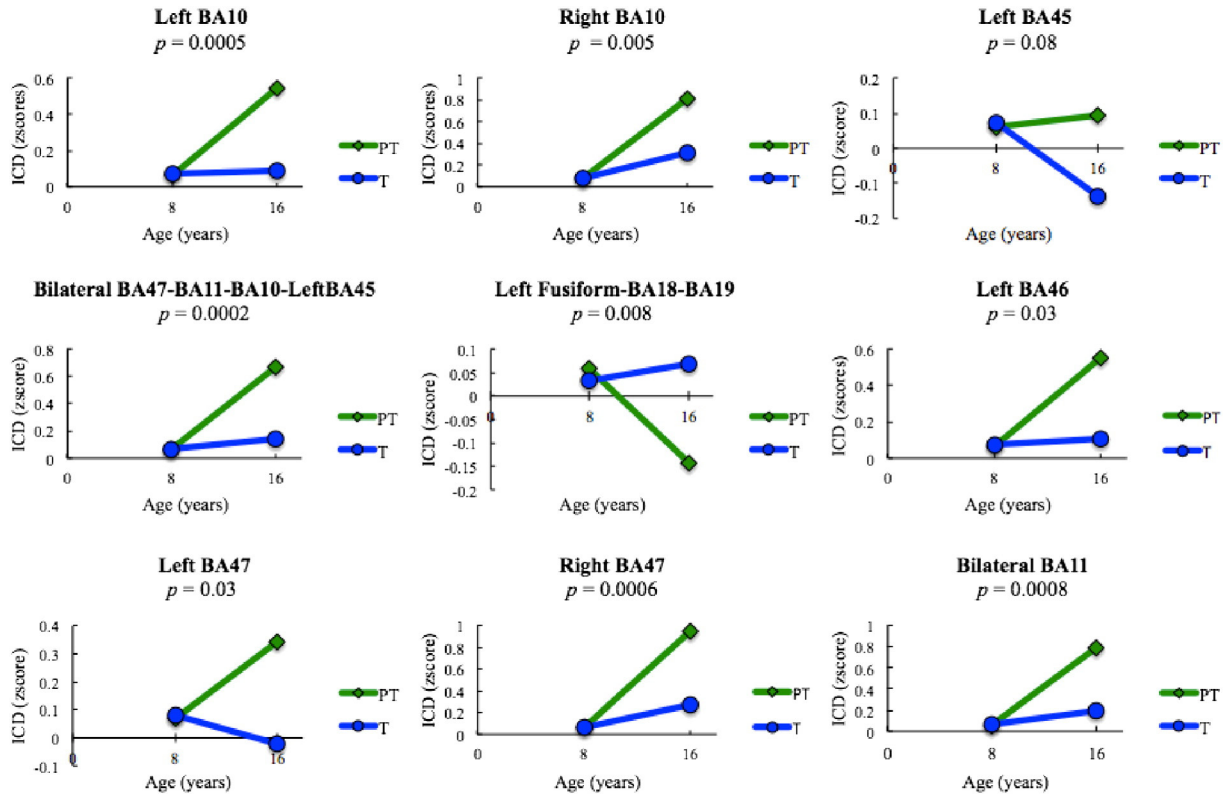 Left BA10
p = 0.0005
ICD (zscores)
0.6
0.4
0.2
0
0
8
16
Age (years)
PT
T
Right BA10
p = 0.005
ICD (zscores)
1
0.8
0.6
0.4
0.2
0
0
8
16
Age (years)
PT
T
Left BA45
p = 0.08
ICD (zscore)
0.2
0.1
0
-0.1
-0.2
0
8
16
Age (years)
PT
T
Bilateral BA47-BA11-BA10-LeftBA45
p = 0.0002
ICD (zscore)
0.8
0.6
0.4
0.2
0
0
8
16
Age (years)
PT
T
Left Fusiform-BA18-BA19
p = 0.008
ICD (zscore)
0.1
0.05
0
-0.05
-0.1
-0.15
-0.2
0
8
16
Age (years)
PT
T
Left BA46
p = 0.03
ICD (zscores)
0.6
0.4
0.2
0
0
8
16
Age (years)
PT
T
Left BA47
p = 0.03
ICD (zscore)
0.4
0.3
0.2
0.1
0
-0.1
0
8
16
Age (years)
PT
T
Right BA47
p = 0.0006
ICD (zscore)
1
0.8
0.6
0.4
0.2
0
0
8
16
Age (years)
PT
T
Bilateral BA11
p = 0.0008
ICD (zscore)
1
0.8
0.6
0.4
0.2
0
0
8
16
Age (years)
PT
T